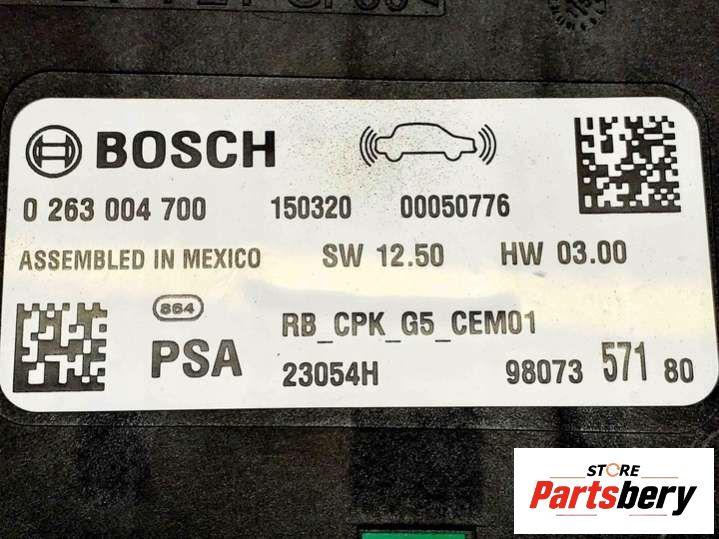 BOSCH
0 263 004 700 150320 00050776
ASSEMBLED IN MEXICO SW 12.50 HW 03.00
864
PSA RB_CPK_G5_CEM01
23054H 98073 571 80
STORE
Partsbery